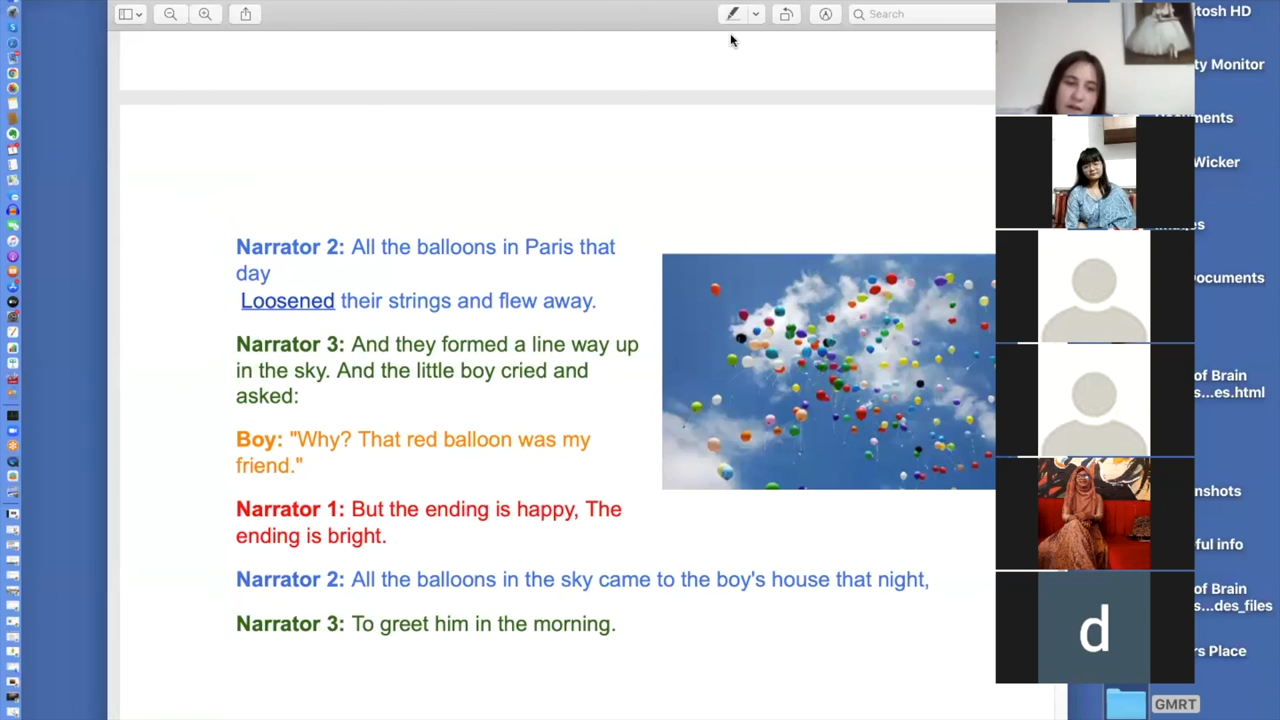 Search
Narrator 2: All the balloons in Paris that
day
Loosened their strings and flew away.
Narrator 3: And they formed a line way up
in the sky. And the little boy cried and
asked:
Boy: "Why? That red balloon was my
friend."
Narrator 1: But the ending is happy, The
ending is bright.
Narrator 2: All the balloons in the sky came to the boy's house that night,
Narrator 3: To greet him in the morning.
d
tosh HD
ty Monitor
ments
Wicker
Documents
of Brain
s...es.html
nshots
ful info
of Brain
s...des_files
rs Place
GMRT